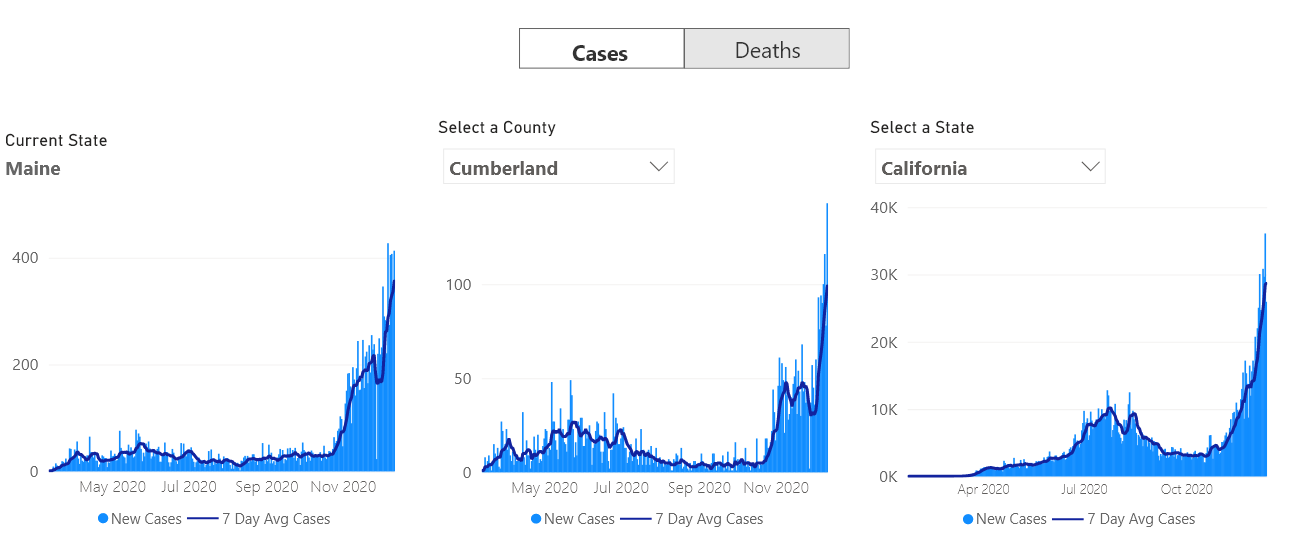 Cases Deaths
Current State
Maine
Select a County
Cumberland
Select a State
California
400
200
0
May 2020 Jul 2020 Sep 2020 Nov 2020
New Cases 7 Day Avg Cases
100
50
0
May 2020 Jul 2020 Sep 2020 Nov 2020
New Cases 7 Day Avg Cases
40K
30K
20K
10K
0K
Apr 2020 Jul 2020 Oct 2020
New Cases 7 Day Avg Cases